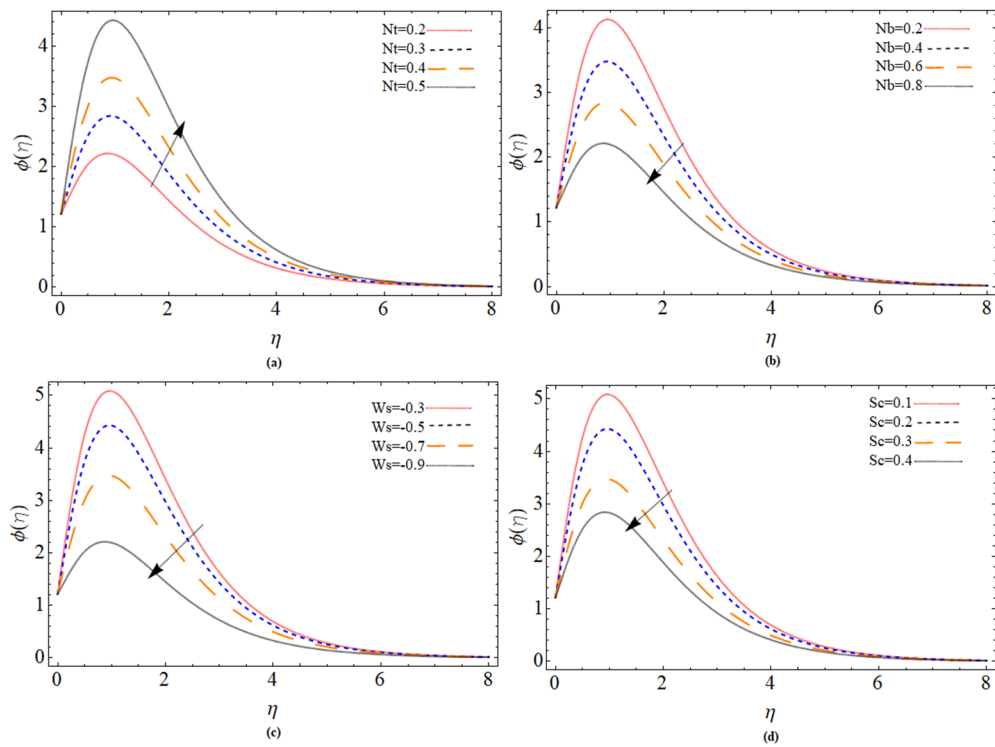 Nt=0.2
Nt=0.3
Nt=0.4
Nt=0.5
4
3
2
1
0
ϕ(η)
0 2 4 6 8
η
(a)
Nb=0.2
Nb=0.4
Nb=0.6
Nb=0.8
4
3
2
1
0
ϕ(η)
0 2 4 6 8
η
(b)
Ws=-0.3
Ws=-0.5
Ws=-0.7
Ws=-0.9
5
4
3
2
1
0
ϕ(η)
0 2 4 6 8
η
(c)
Sc=0.1
Sc=0.2
Sc=0.3
Sc=0.4
5
4
3
2
1
0
ϕ(η)
0 2 4 6 8
η
(d)